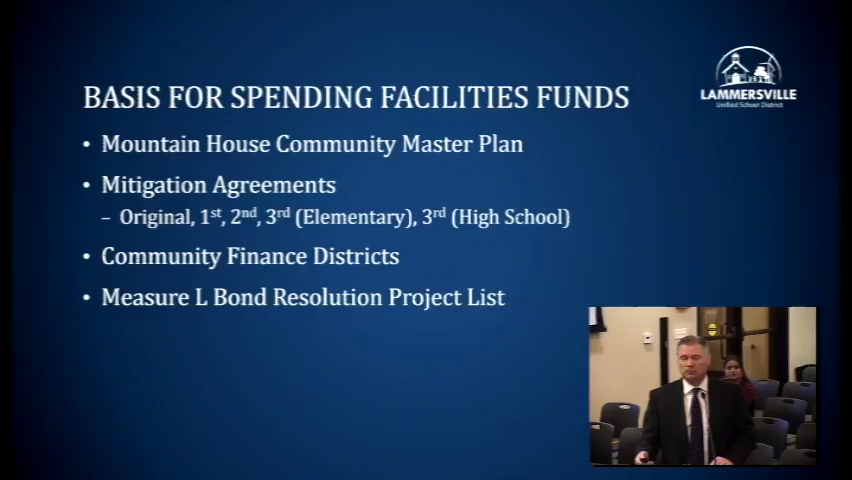 LAMMERSVILLE
Unified School District
BASIS FOR SPENDING FACILITIES FUNDS
• Mountain House Community Master Plan
• Mitigation Agreements
– Original, 1st, 2nd, 3rd (Elementary), 3rd (High School}
• Community Finance Districts
• Measure L Bond Resolution Project List